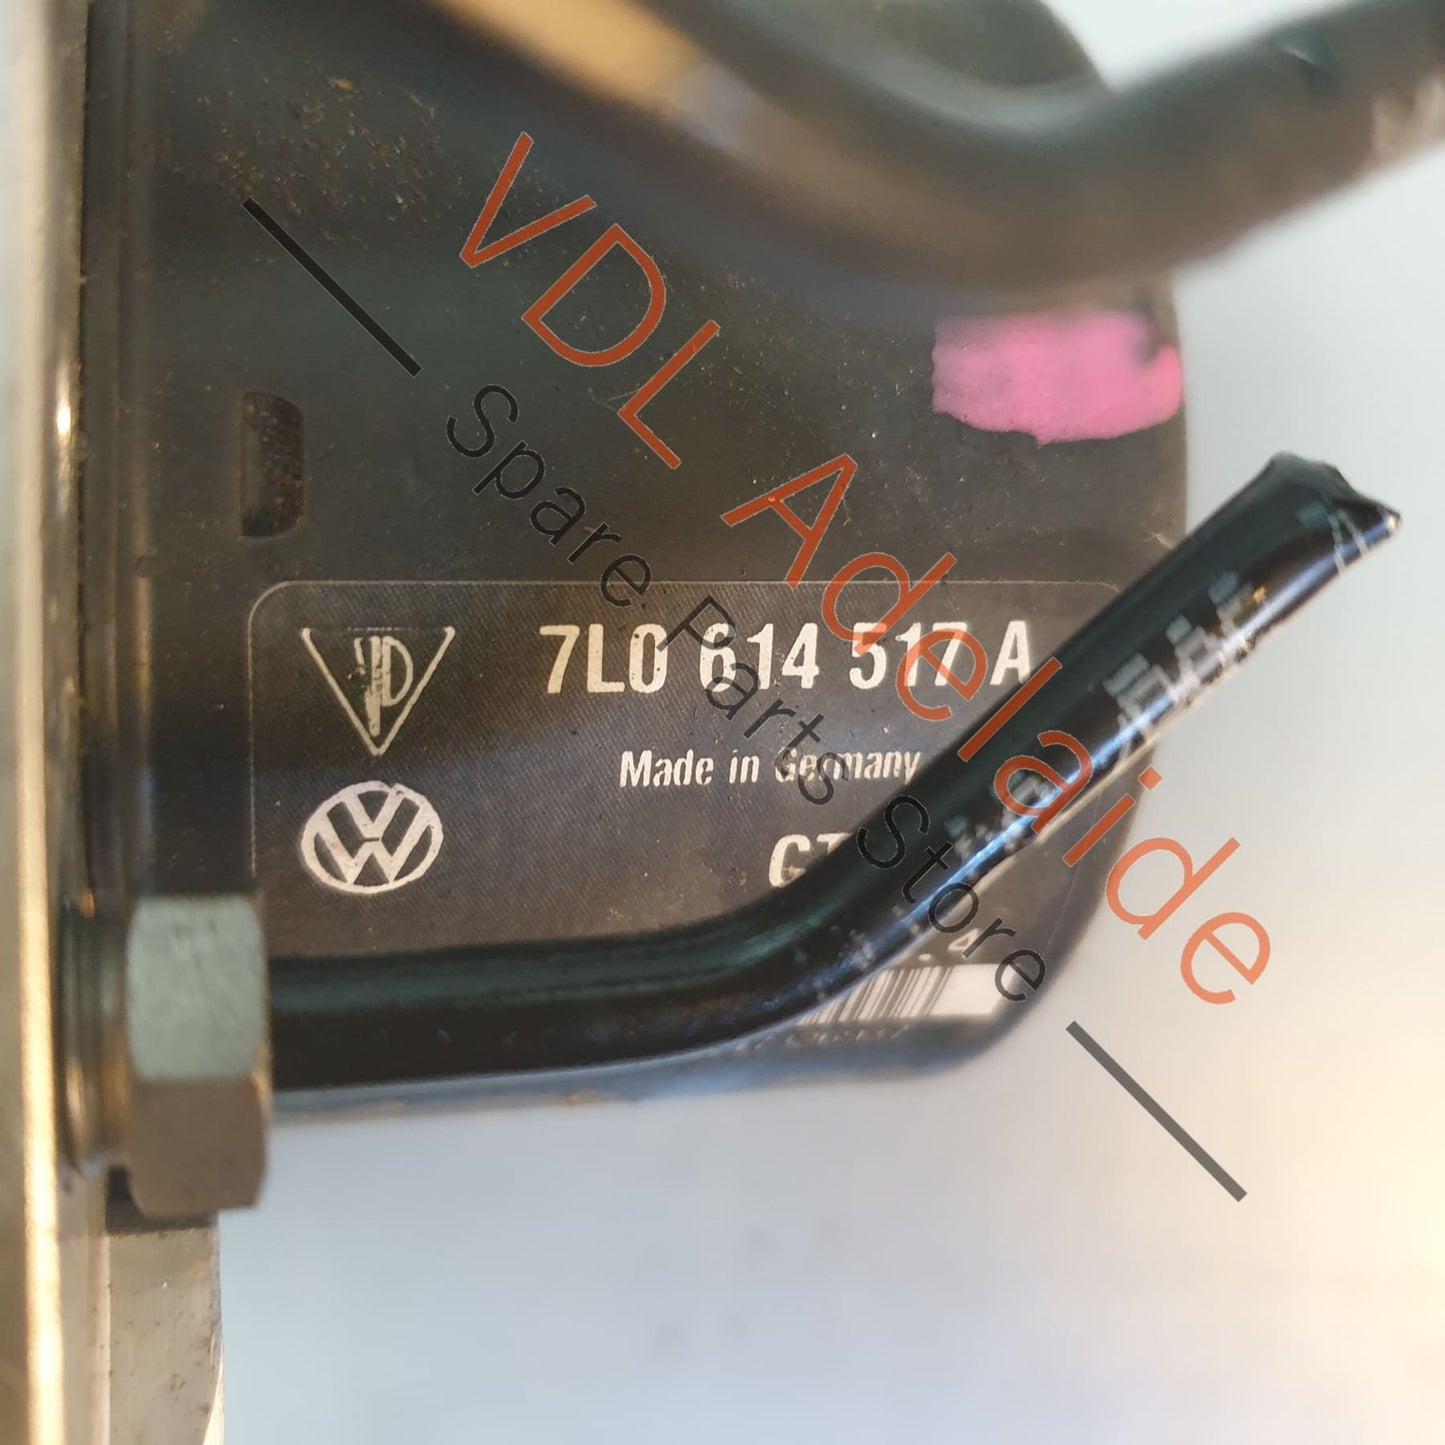 VDL Adelaide
Spare Parts Store
7L0 614 517 A
Made in Germany